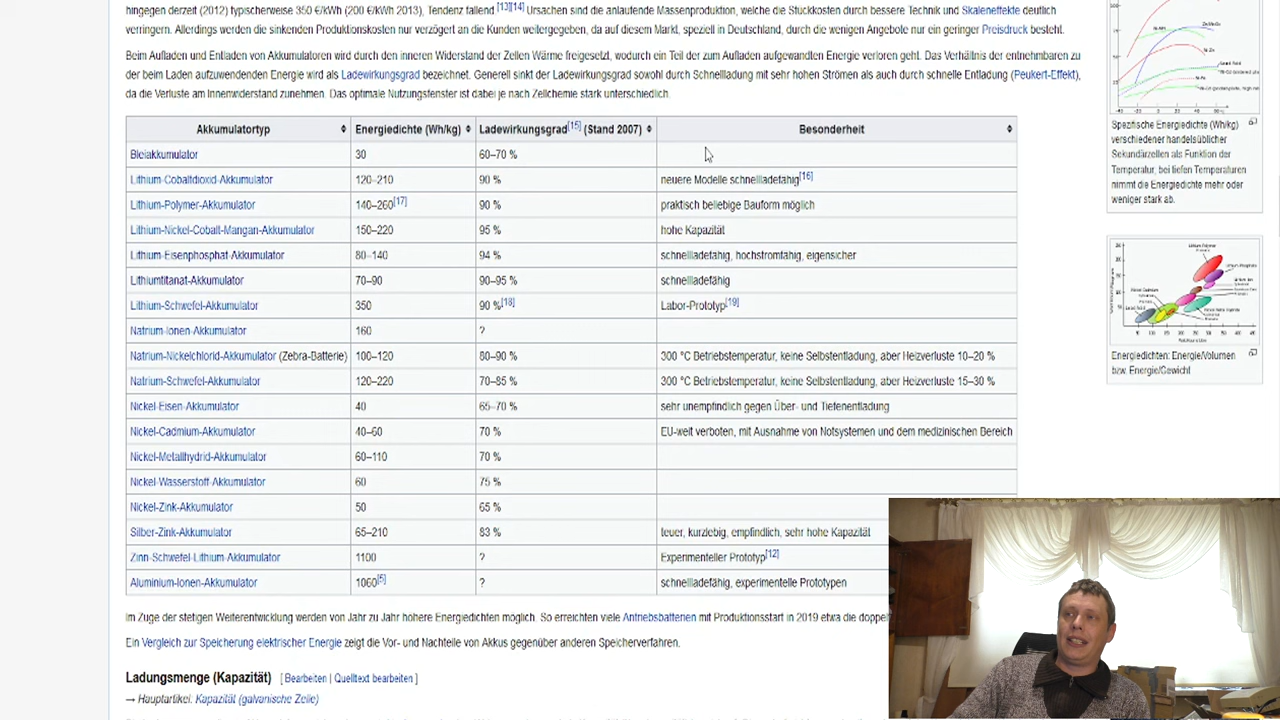 hingegen derzeit (2012) typischerweise 350 €/kWh (200 €/kWh 2013), Tendenz fallend.[13][14] Ursachen sind die anlaufende Massenproduktion, welche die Stückkosten durch bessere Technik und Skaleneffekte deutlich
verringern. Allerdings werden die sinkenden Produktionskosten nur verzögert an die Kunden weitergegeben, da auf diesem Markt, speziell in Deutschland, durch die wenigen Angebote nur ein geringer Preisdruck besteht.
Beim Aufladen und Entladen von Akkumulatoren wird durch den inneren Widerstand der Zellen Wärme freigesetzt, wodurch ein Teil der zum Aufladen aufgewandten Energie verloren geht. Das Verhältnis der entnehmbaren zu
der beim Laden aufzuwendenden Energie wird als Ladewirkungsgrad bezeichnet. Generell sinkt der Ladewirkungsgrad sowohl durch Schnellladung mit sehr hohen Strömen als auch durch schnelle Entladung (Peukert-Effekt),
da die Verluste am Innenwiderstand zunehmen. Das optimale Nutzungsfenster ist dabei je nach Zellchemie stark unterschiedlich.
Akkumulatortyp Energiedichte (Wh/kg) Ladewirkungsgrad[15] (Stand 2007) Besonderheit
Bleiakkumulator 30 60–70 %
Lithium-Cobaltdioxid-Akkumulator 120–210 90 % neuere Modelle schnellladefähig[16]
Lithium-Polymer-Akkumulator 140–260[17] 90 % praktisch beliebige Bauform möglich
Lithium-Nickel-Cobalt-Mangan-Akkumulator 150–220 95 % hohe Kapazität
Lithium-Eisenphosphat-Akkumulator 80–140 94 % schnellladefähig, hochstromfähig, eigensicher
Lithiumtitanat-Akkumulator 70–90 90–95 % schnellladefähig
Lithium-Schwefel-Akkumulator 350 90 %[18] Labor-Prototyp[19]
Natrium-Ionen-Akkumulator 160 ?
Natrium-Nickelchlorid-Akkumulator (Zebra-Batterie) 100–120 80–90 % 300 °C Betriebstemperatur, keine Selbstentladung, aber Heizverluste 10–20 %
Natrium-Schwefel-Akkumulator 120–220 70–85 % 300 °C Betriebstemperatur, keine Selbstentladung, aber Heizverluste 15–30 %
Nickel-Eisen-Akkumulator 40 65–70 % sehr unempfindlich gegen Über- und Tiefenentladung
Nickel-Cadmium-Akkumulator 40–60 70 % EU-weit verboten, mit Ausnahme von Notsystemen und dem medizinischen Bereich
Nickel-Metallhydrid-Akkumulator 60–110 70 %
Nickel-Wasserstoff-Akkumulator 60 75 %
Nickel-Zink-Akkumulator 50 65 %
Silber-Zink-Akkumulator 65–210 83 % teuer, kurzlebig, empfindlich, sehr hohe Kapazität
Zinn-Schwefel-Lithium-Akkumulator 1100 ? Experimenteller Prototyp[12]
Aluminium-Ionen-Akkumulator 1060[5] ? schnellladefähig, experimentelle Prototypen
Im Zuge der stetigen Weiterentwicklung werden von Jahr zu Jahr höhere Energiedichten möglich. So erreichten viele Antriebsbatterien mit Produktionsstart in 2019 etwa die doppel
Ein Vergleich zur Speicherung elektrischer Energie zeigt die Vor- und Nachteile von Akkus gegenüber anderen Speicherverfahren.
Ladungsmenge (Kapazität) [ Bearbeiten | Quelltext bearbeiten ]
→ Hauptartikel: Kapazität (galvanische Zelle)
Spezifische Energiedichte (Wh/kg)
verschiedener handelsüblicher
Sekundärzellen als Funktion der
Temperatur; bei tiefen Temperaturen
nimmt die Energiedichte mehr oder
weniger stark ab.
Energiedichten: Energie/Volumen
bzw. Energie/Gewicht